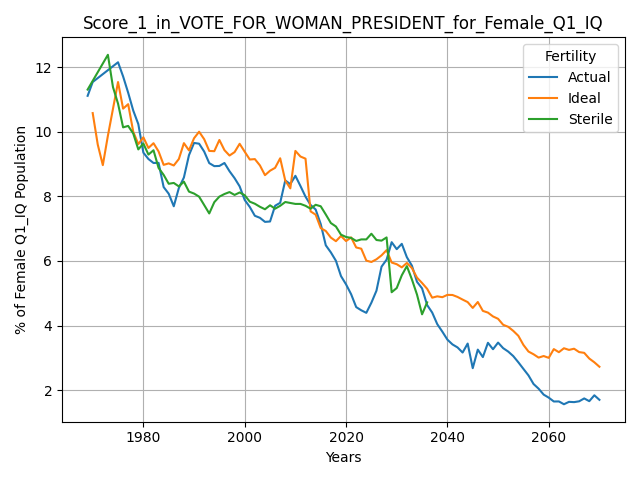 Score_1_in_VOTE_FOR_WOMAN_PRESIDENT_for_Female_Q1_IQ
Fertility
Actual
Ideal
Sterile
% of Female Q1_IQ Population
12
10
8
6
4
2
1980 2000 2020 2040 2060
Years